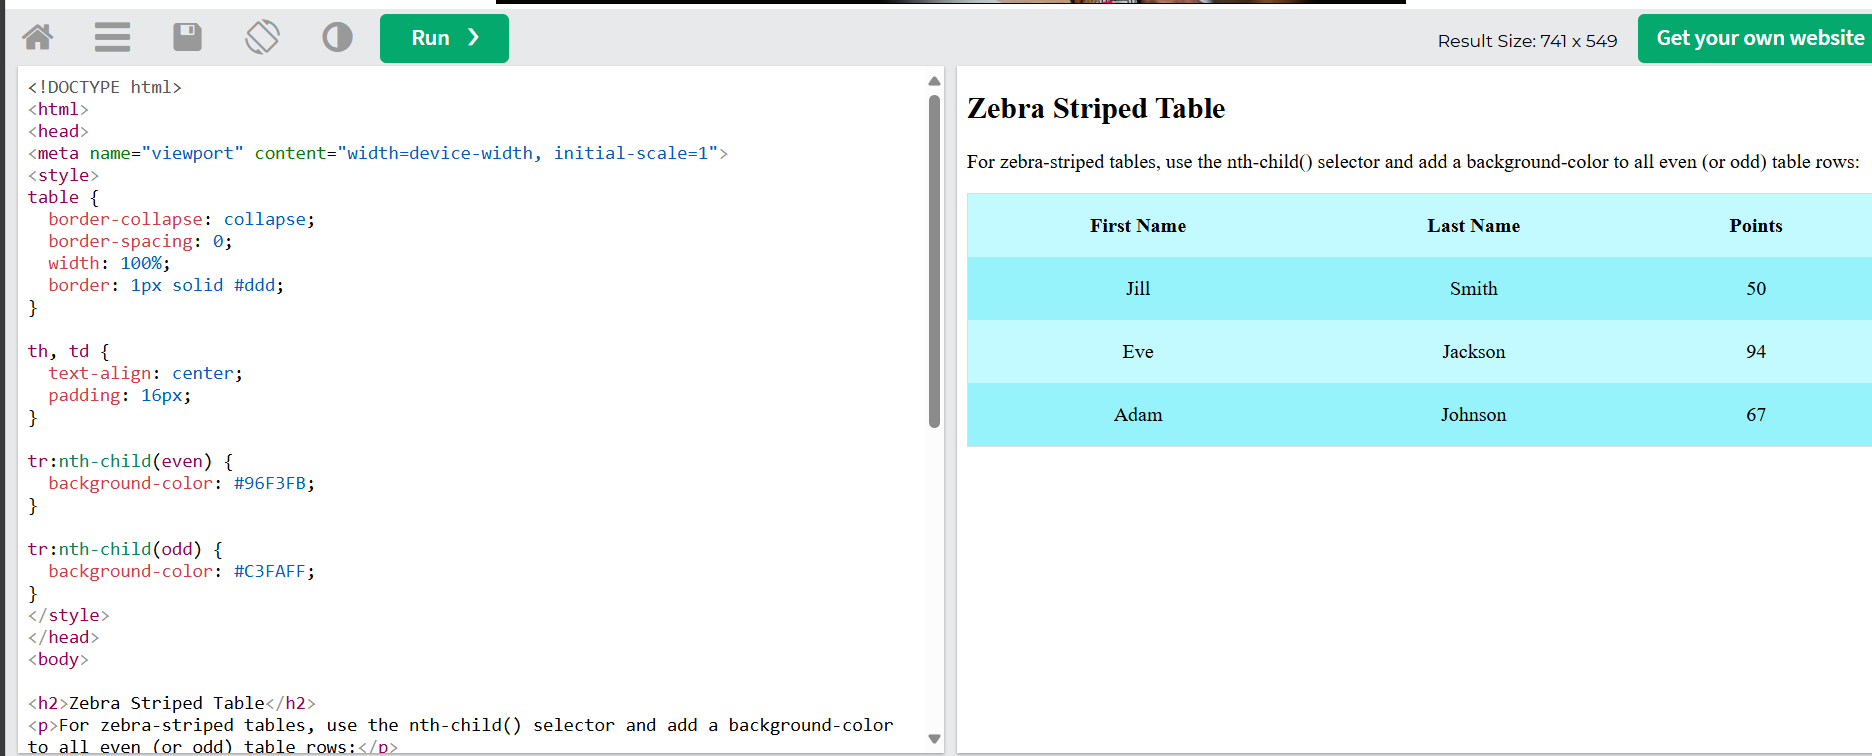 Run ❯
Result Size: 741 x 549
Get your own website
<!DOCTYPE html>
<html>
<head>
<meta name="viewport" content="width=device-width, initial-scale=1">
<style>
table {
  border-collapse: collapse;
  border-spacing: 0;
  width: 100%;
  border: 1px solid #ddd;
}

th, td {
  text-align: center;
  padding: 16px;
}

tr:nth-child(even) {
  background-color: #96F3FB;
}

tr:nth-child(odd) {
  background-color: #C3FAFF;
}
</style>
</head>
<body>

<h2>Zebra Striped Table</h2>
<p>For zebra-striped tables, use the nth-child() selector and add a background-color
to all even (or odd) table rows:</p>
Zebra Striped Table
For zebra-striped tables, use the nth-child() selector and add a background-color to all even (or odd) table rows:
First Name Last Name Points
Jill Smith 50
Eve Jackson 94
Adam Johnson 67